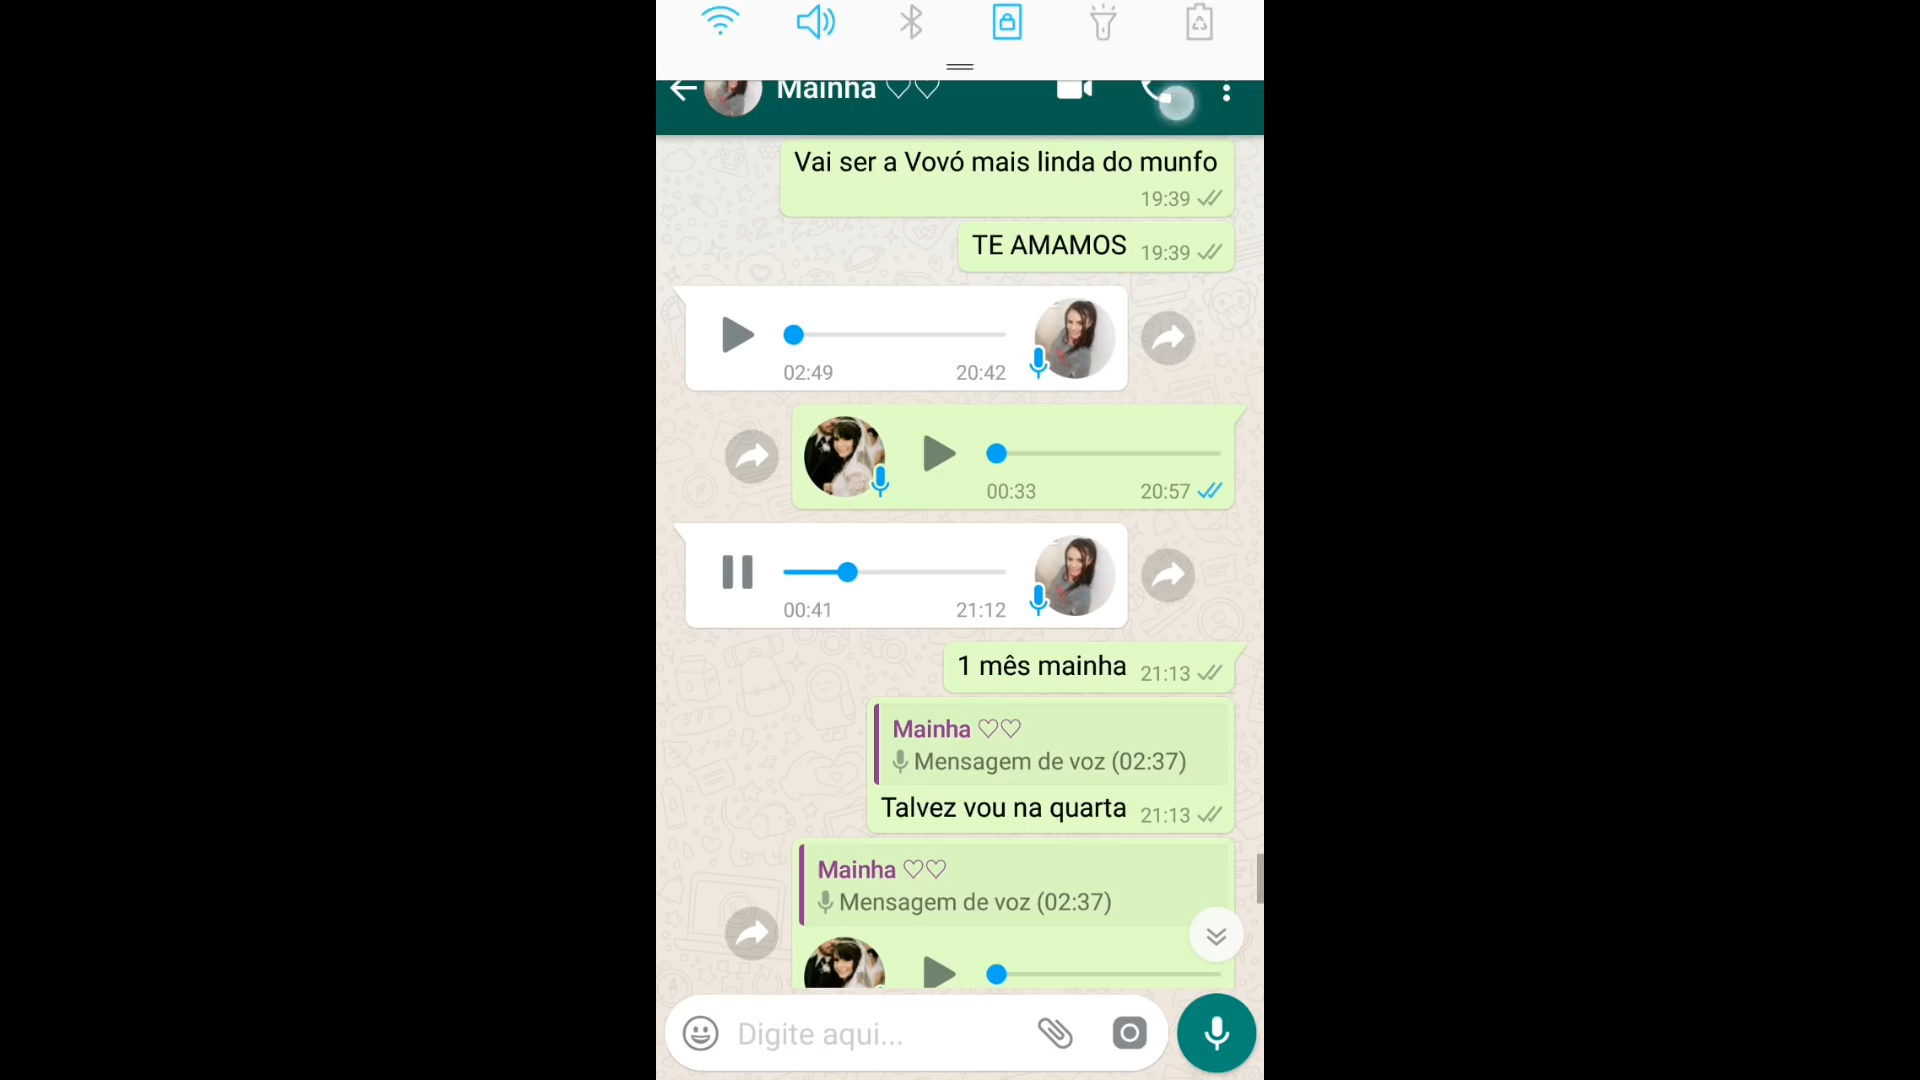 Mainha ♡♡
Vai ser a Vovó mais linda do munfo
19:39
TE AMAMOS 19:39
02:49 20:42
00:33 20:57
00:41 21:12
1 mês mainha 21:13
Mainha ♡♡
Mensagem de voz (02:37)
Talvez vou na quarta 21:13
Mainha ♡♡
Mensagem de voz (02:37)
Digite aqui...